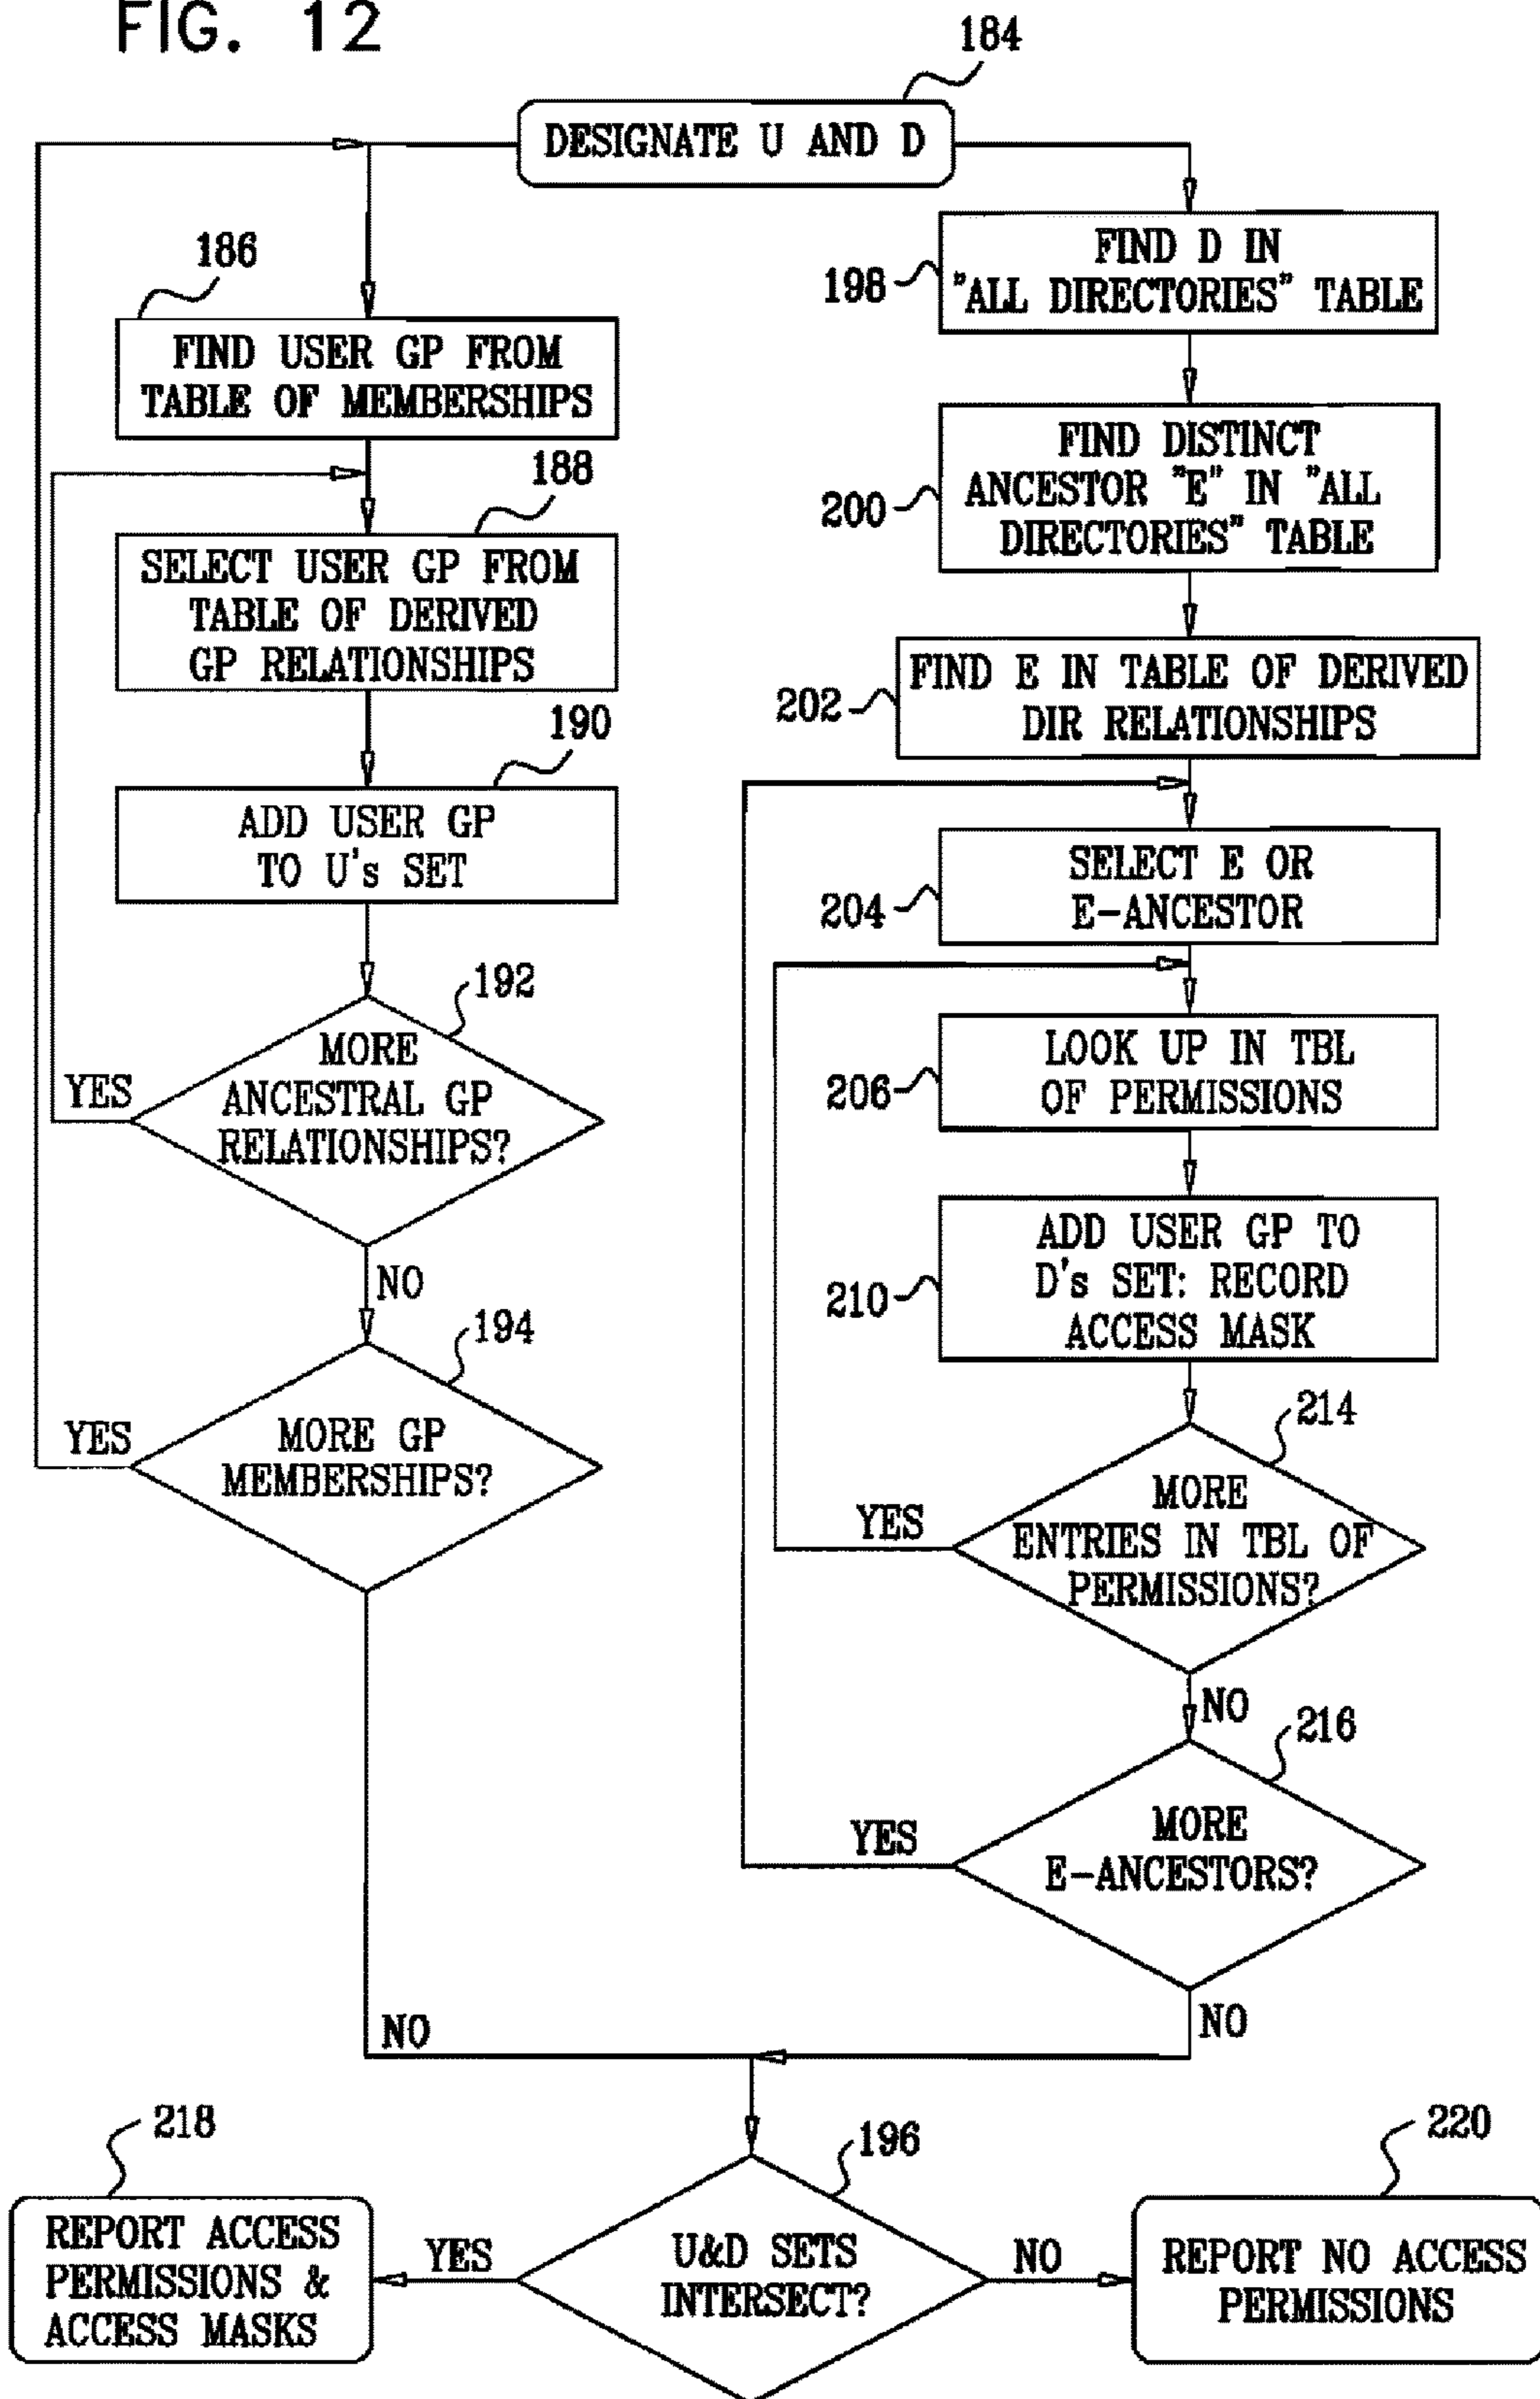 FIG. 12
184
DESIGNATE U AND D
186
FIND USER GP FROM
TABLE OF MEMBERSHIPS
188
SELECT USER GP FROM
TABLE OF DERIVED
GP RELATIONSHIPS
190
ADD USER GP
TO U's SET
192
MORE
ANCESTRAL GP
RELATIONSHIPS?
YES
NO
194
MORE GP
MEMBERSHIPS?
YES
NO
198
FIND D IN
"ALL DIRECTORIES" TABLE
200
FIND DISTINCT
ANCESTOR "E" IN "ALL
DIRECTORIES" TABLE
202
FIND E IN TABLE OF DERIVED
DIR RELATIONSHIPS
204
SELECT E OR
E-ANCESTOR
206
LOOK UP IN TBL
OF PERMISSIONS
210
ADD USER GP TO
D's SET: RECORD
ACCESS MASK
214
MORE
ENTRIES IN TBL OF
PERMISSIONS?
YES
NO
216
MORE
E-ANCESTORS?
YES
NO
196
U&D SETS
INTERSECT?
YES
NO
218
REPORT ACCESS
PERMISSIONS &
ACCESS MASKS
220
REPORT NO ACCESS
PERMISSIONS